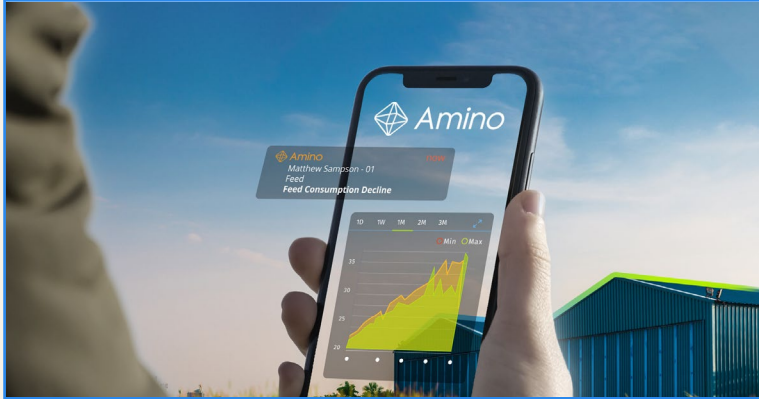 Amino
Amino
Matthew Sampson - 01
Feed
Feed Consumption Decline
1D 1W 1M 2M 3M
Min Max
35
30
25
20